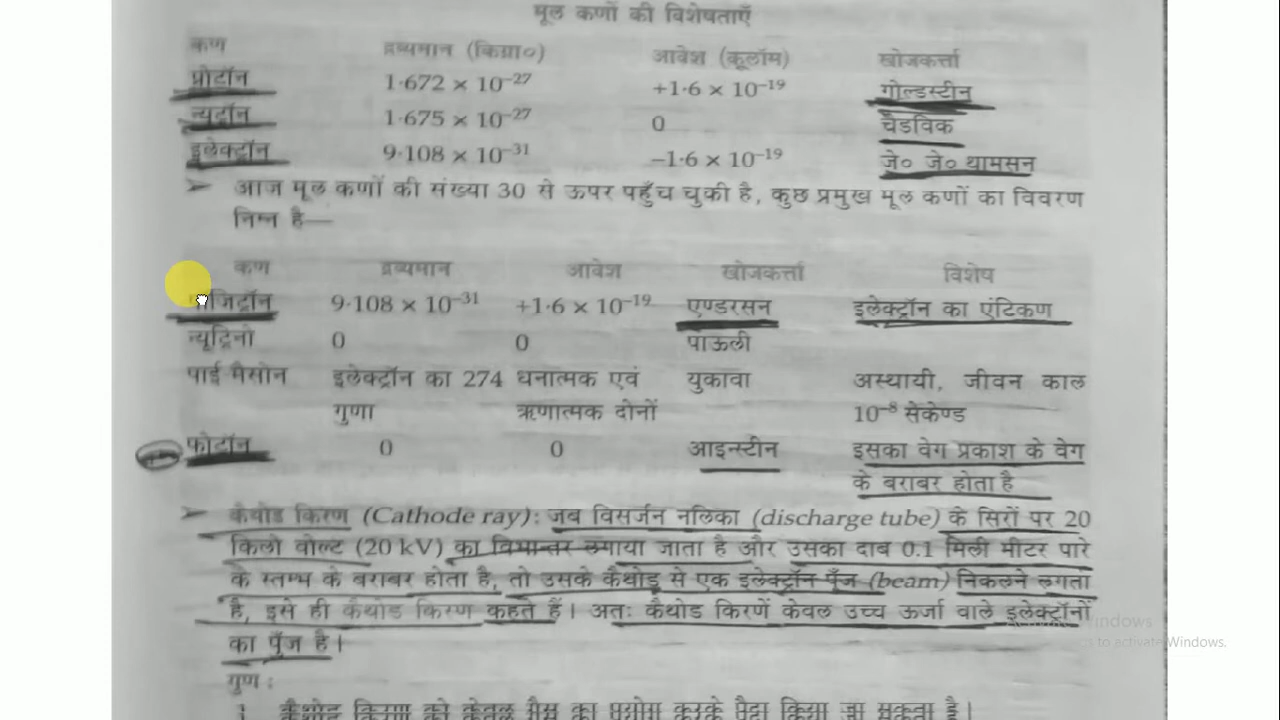 मूल कणों की विशेषताएँ
कण द्रव्यमान (किग्रा०) आवेश (कूलॉम) खोजकर्त्ता
प्रोटॉन 1·672 × 10⁻²⁷ +1·6 × 10⁻¹⁹ गोल्डस्टीन
न्यूट्रॉन 1·675 × 10⁻²⁷ 0 चैडविक
इलेक्ट्रॉन 9·108 × 10⁻³¹ –1·6 × 10⁻¹⁹ जे० जे० थामसन
➢ आज मूल कणों की संख्या 30 से ऊपर पहुँच चुकी है, कुछ प्रमुख मूल कणों का विवरण
निम्न है—
कण द्रव्यमान आवेश खोजकर्त्ता विशेष
9·108 × 10⁻³¹ +1·6 × 10⁻¹⁹ एण्डरसन इलेक्ट्रॉन का एंटिकण
न्यूट्रिनो 0 0 पाऊली
पाई मैसोन इलेक्ट्रॉन का 274 धनात्मक एवं युकावा अस्थायी, जीवन काल
गुणा ऋणात्मक दोनों 10⁻⁸ सेकेण्ड
फोटॉन 0 0 आइन्स्टीन इसका वेग प्रकाश के वेग
के बराबर होता है
➢ कैथोड किरण (Cathode ray): जब विसर्जन नलिका (discharge tube) के सिरों पर 20
किलो वोल्ट (20 kV) का विभान्तर लगाया जाता है और उसका दाब 0.1 मिली मीटर पारे
के स्तम्भ के बराबर होता है, तो उसके कैथोड से एक इलेक्ट्रॉन पूँज (beam) निकलने लगता
है, इसे ही कैथोड किरण कहते हैं। अतः कैथोड किरणें केवल उच्च ऊर्जा वाले इलेक्ट्रॉनों
का पुँज है।
गुण :
to activate Windows.